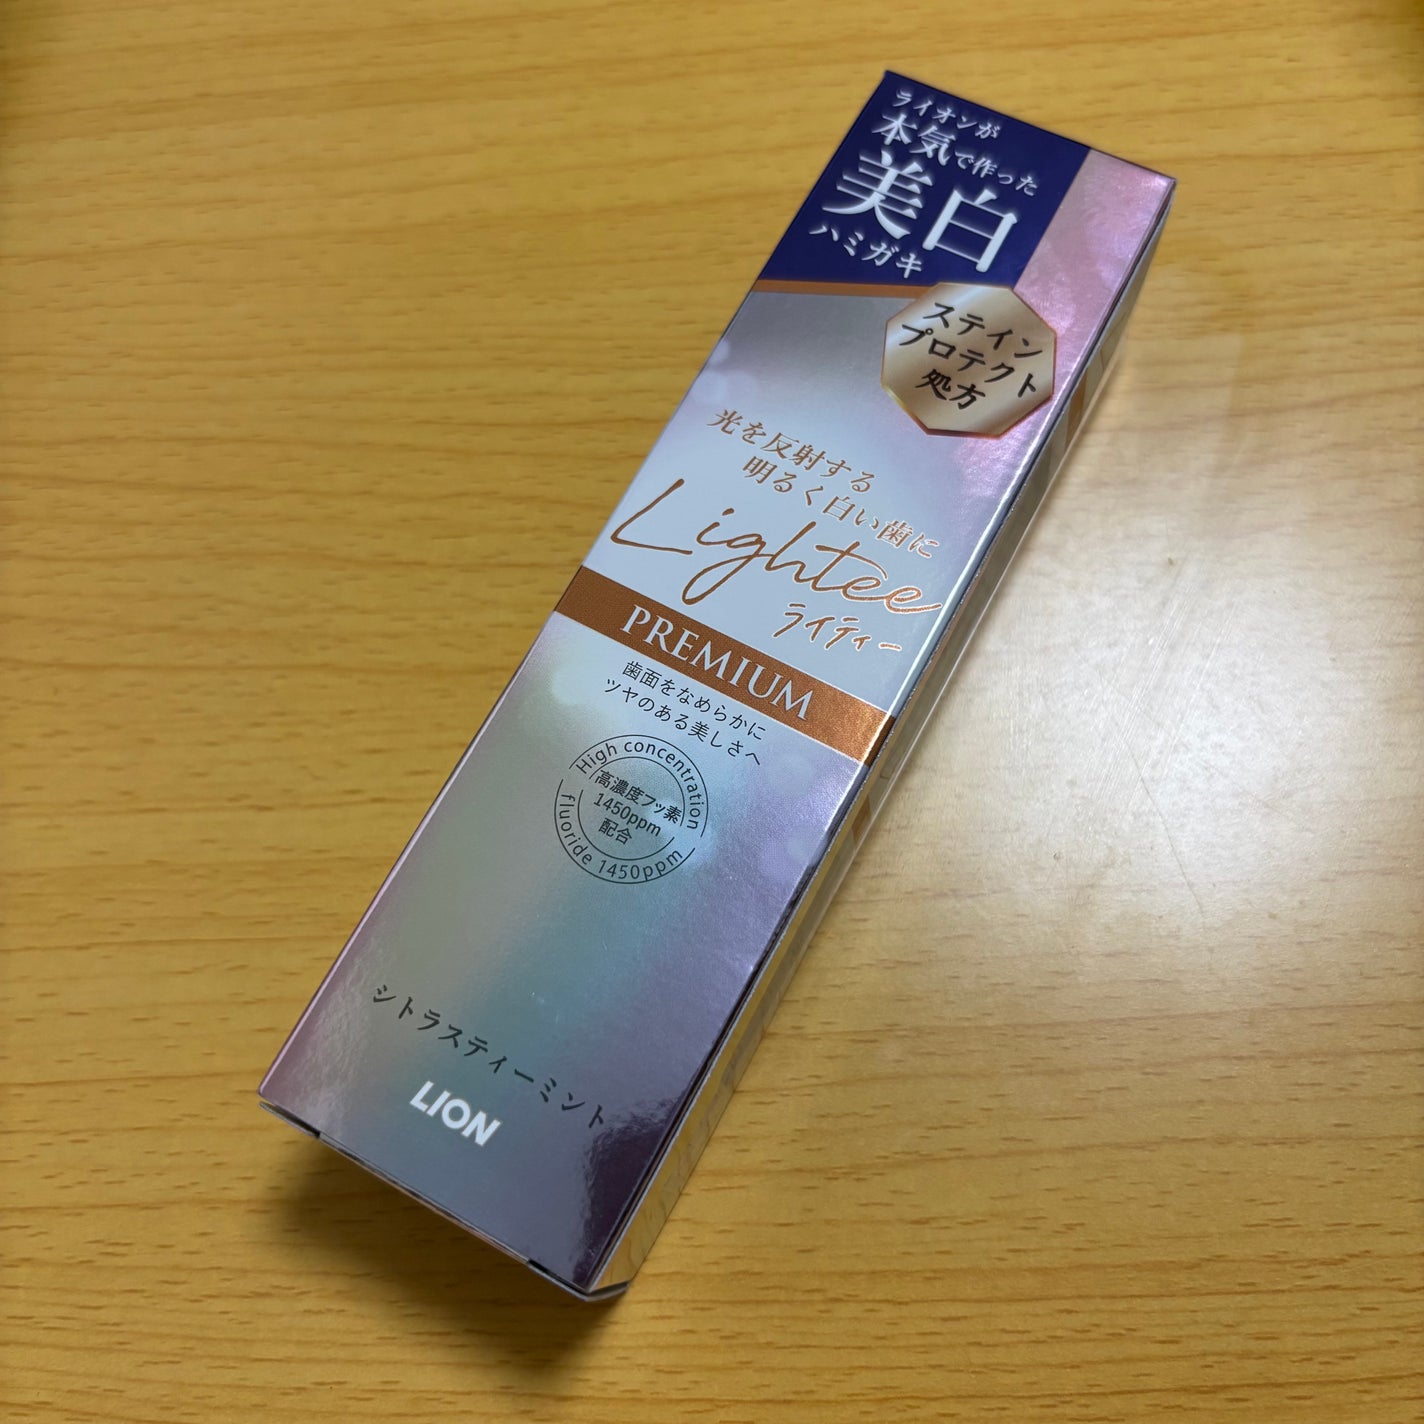 ライオンが
本気で作った
美白
ハミガキ
ステイン
プロテクト
処方
光を反射する
明るく白い歯に
Lightee
ライティー
PREMIUM
歯面をなめらかに
ツヤのある美しさへ
High concentration
高濃度フッ素
1450ppm
配合
fluoride 1450ppm
シトラスティーミント
LION